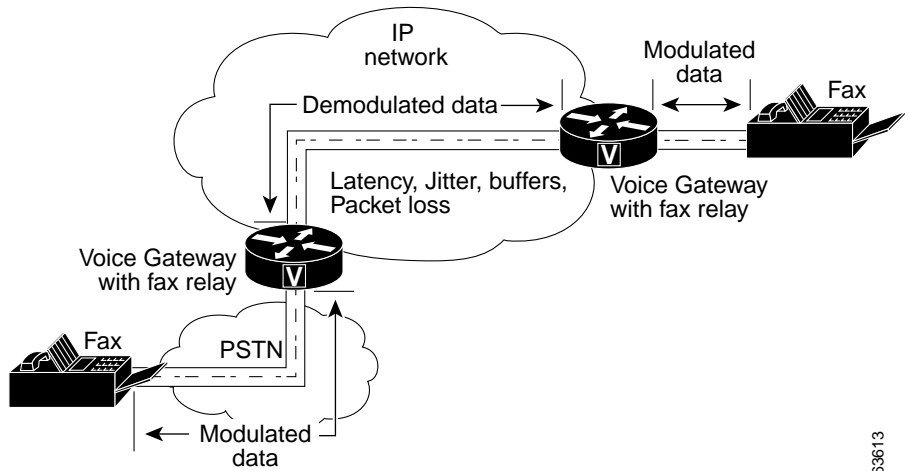 IP
network
Modulated
data
Fax
Demodulated data
V
Latency, Jitter, buffers,
Packet loss
Voice Gateway
with fax relay
Voice Gateway
with fax relay
V
Fax
PSTN
Modulated
data